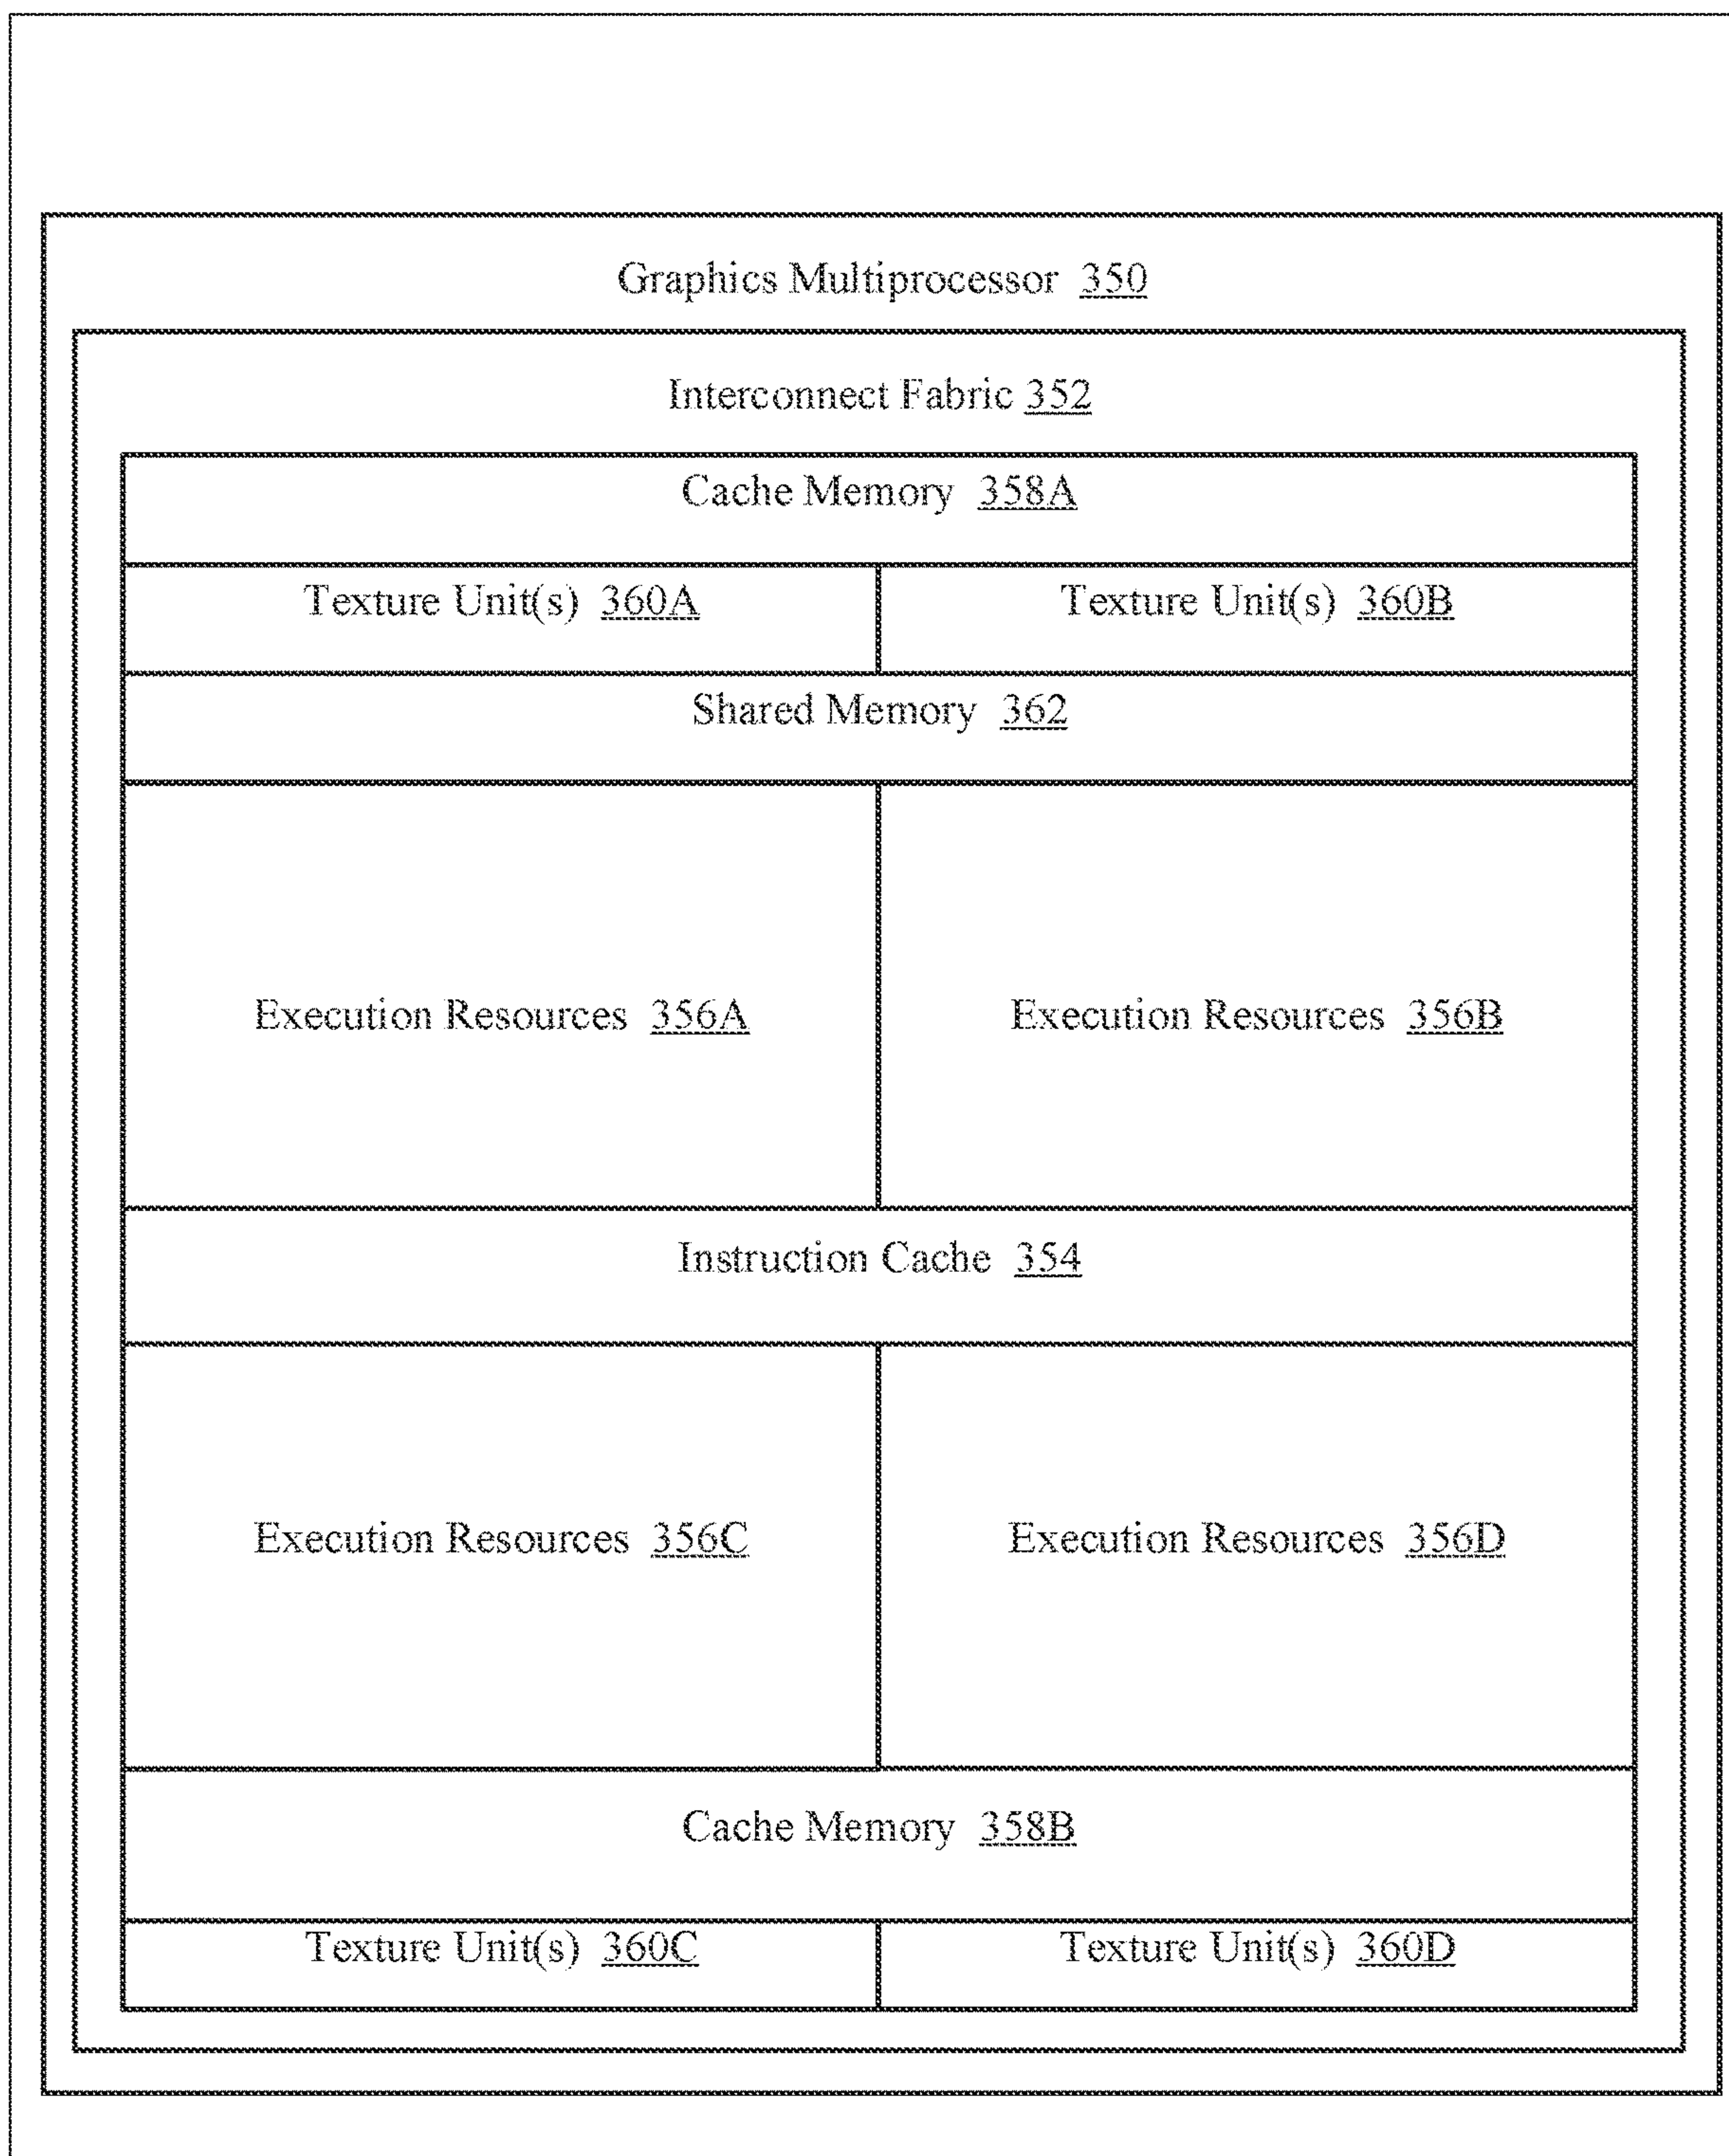 Graphics Multiprocessor 350
Interconnect Fabric 352
Cache Memory 358A
Texture Unit(s) 360A
Texture Unit(s) 360B
Shared Memory 362
Execution Resources 356A
Execution Resources 356B
Instruction Cache 354
Execution Resources 356C
Execution Resources 356D
Cache Memory 358B
Texture Unit(s) 360C
Texture Unit(s) 360D